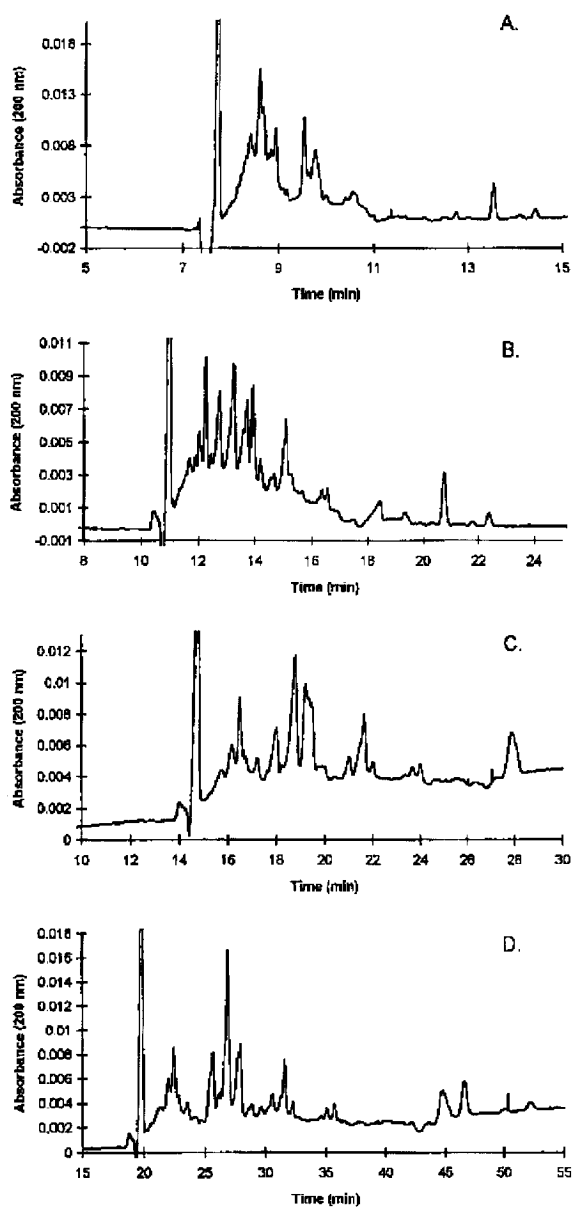 A.
Absorbance (200 nm)
0.018
0.013
0.008
0.003
-0.002
5 7 9 11 13 15
Time (min)
B.
Absorbance (200 nm)
0.011
0.009
0.007
0.005
0.003
0.001
-0.001
8 10 12 14 16 18 20 22 24
Time (min)
C.
Absorbance (200 nm)
0.012
0.01
0.008
0.006
0.004
0.002
0
10 14 16 18 20 22 24 26 28 30
Time (min)
D.
Absorbance (200 nm)
0.018
0.016
0.014
0.012
0.01
0.008
0.006
0.004
0.002
0
15 20 25 30 35 40 45 50 55
Time (min)